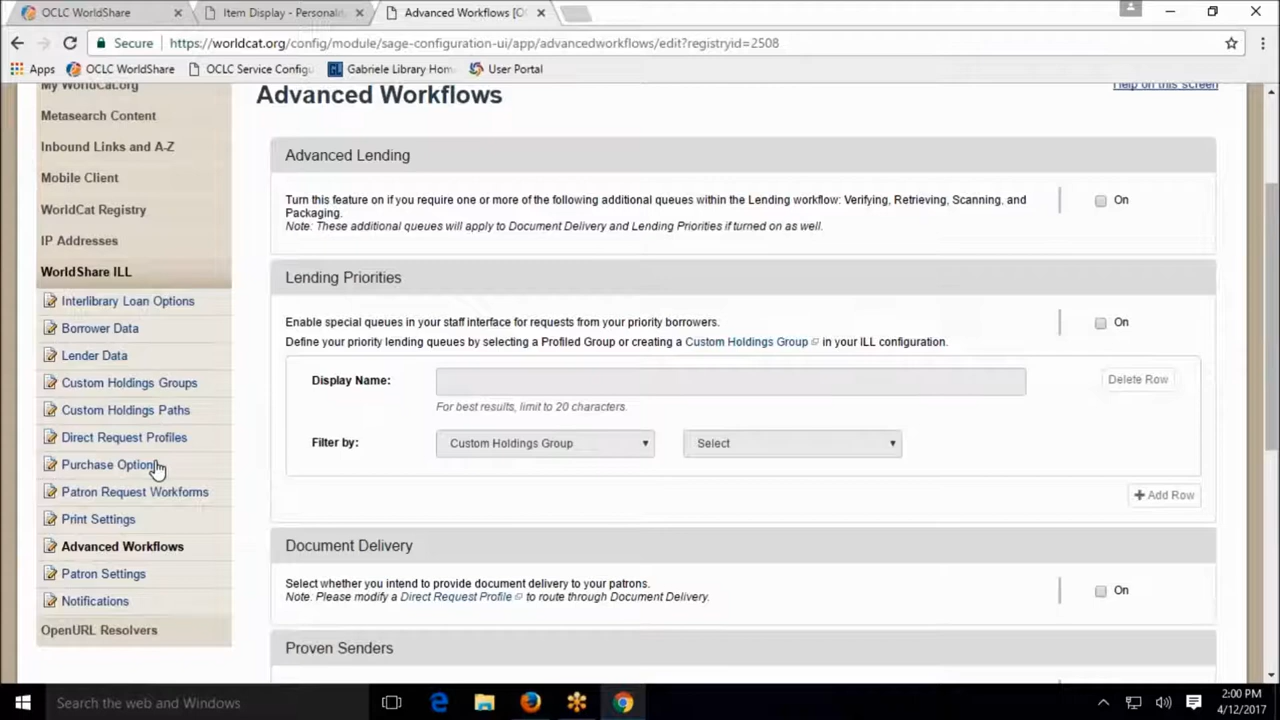 OCLC WorldShare
Item Display - Personali
Advanced Workflows [O
Secure
https://worldcat.org/config/module/sage-configuration-ui/app/advancedworkflows/edit?registryid=2508
Apps
OCLC WorldShare
OCLC Service Configu
Gabriele Library Hom
User Portal
My WorldCat.org
Metasearch Content
Inbound Links and A-Z
Mobile Client
WorldCat Registry
IP Addresses
WorldShare ILL
Interlibrary Loan Options
Borrower Data
Lender Data
Custom Holdings Groups
Custom Holdings Paths
Direct Request Profiles
Purchase Option
Patron Request Workforms
Print Settings
Advanced Workflows
Patron Settings
Notifications
OpenURL Resolvers
Advanced Workflows
Help on this screen
Advanced Lending
Turn this feature on if you require one or more of the following additional queues within the Lending workflow: Verifying, Retrieving, Scanning, and
Packaging.
Note: These additional queues will apply to Document Delivery and Lending Priorities if turned on as well.
On
Lending Priorities
Enable special queues in your staff interface for requests from your priority borrowers.
On
Define your priority lending queues by selecting a Profiled Group or creating a Custom Holdings Group in your ILL configuration.
Display Name:
Delete Row
For best results, limit to 20 characters.
Filter by:
Custom Holdings Group
Select
+ Add Row
Document Delivery
Select whether you intend to provide document delivery to your patrons.
On
Note. Please modify a Direct Request Profile to route through Document Delivery.
Proven Senders
Search the web and Windows
2:00 PM
4/12/2017